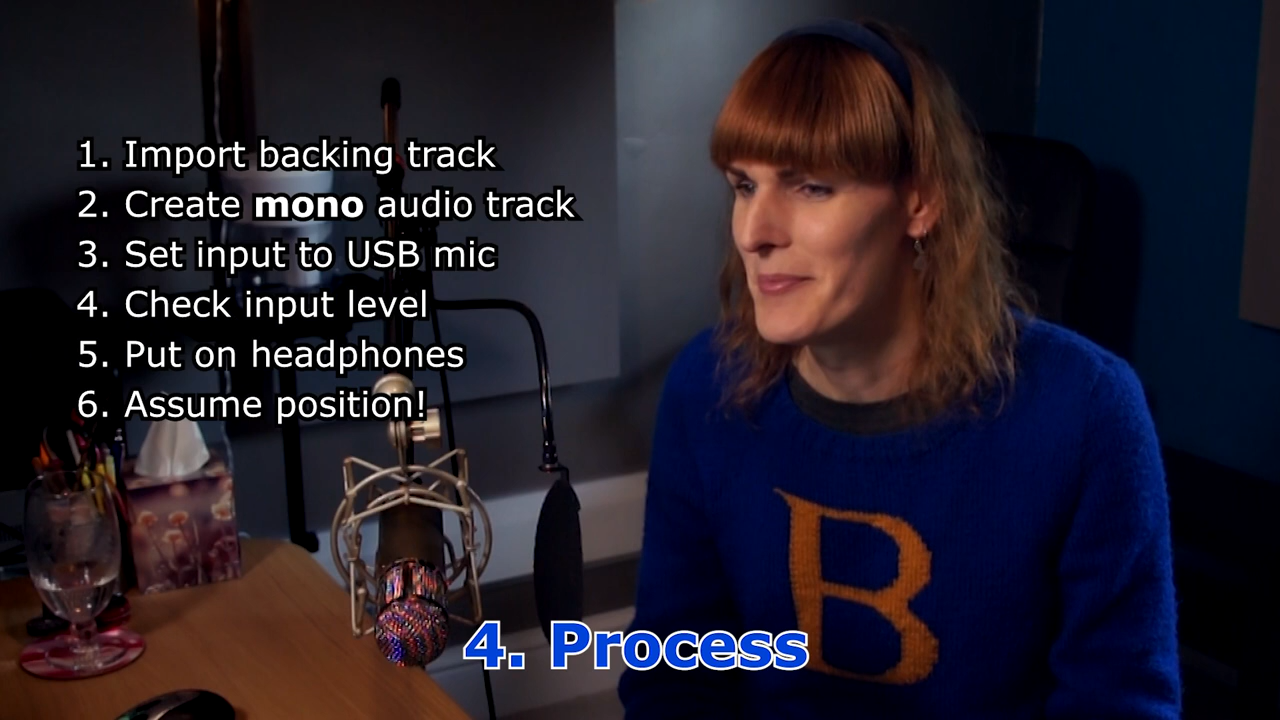 1. Import backing track
2. Create mono audio track
3. Set input to USB mic
4. Check input level
5. Put on headphones
6. Assume position!
B
4. Process